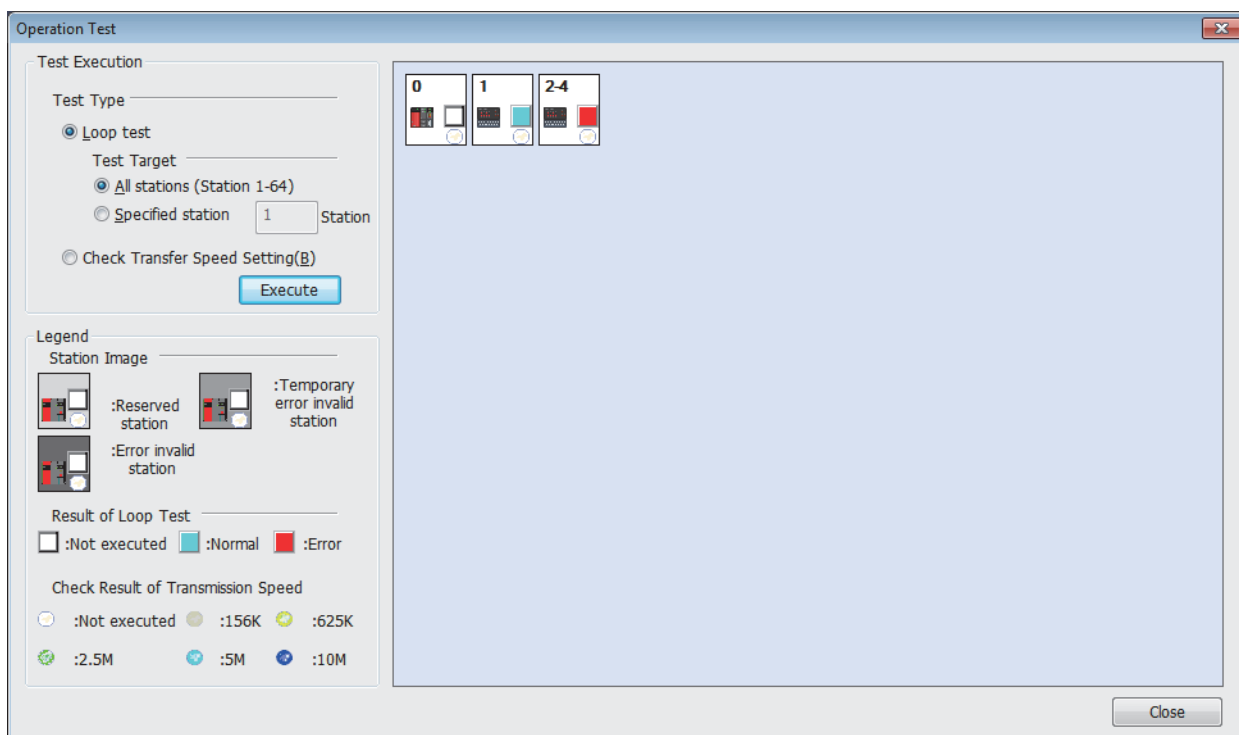 Operation Test
Test Execution
Test Type
Loop test
Test Target
All stations (Station 1-64)
Specified station 1 Station
Check Transfer Speed Setting(B)
Execute
Legend
Station Image
:Reserved
station
:Temporary
error invalid
station
:Error invalid
station
Result of Loop Test
:Not executed :Normal :Error
Check Result of Transmission Speed
:Not executed :156K :625K
:2.5M :5M :10M
0 1 2-4
Close